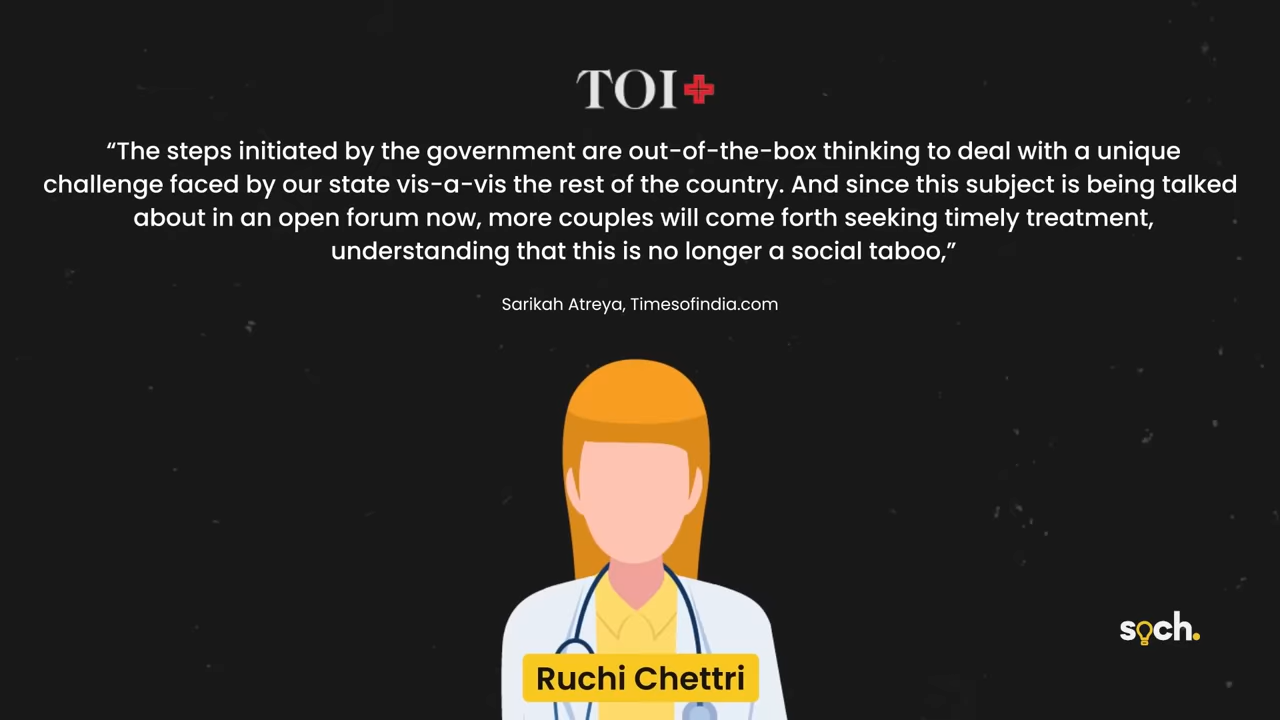 TOI+
“The steps initiated by the government are out-of-the-box thinking to deal with a unique
challenge faced by our state vis-a-vis the rest of the country. And since this subject is being talked
about in an open forum now, more couples will come forth seeking timely treatment,
understanding that this is no longer a social taboo,”
Sarikah Atreya, Timesofindia.com
soch.
Ruchi Chettri